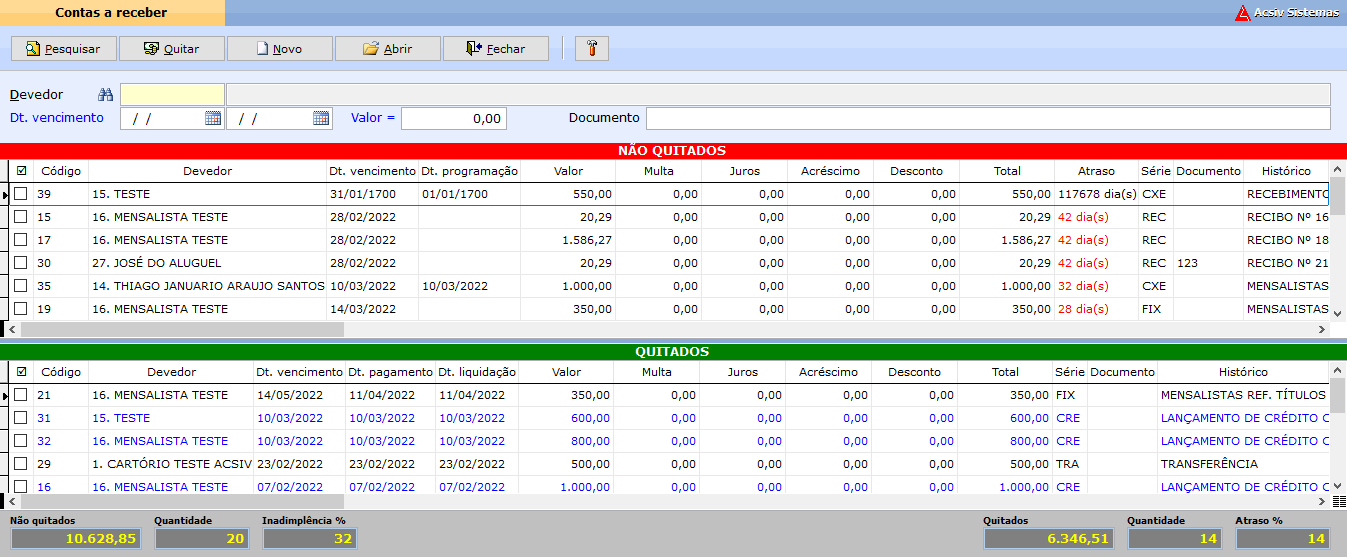 Contas a receber
Acsiv Sistemas
Pesquisar Quitar Novo Abrir Fechar
Devedor
Dt. vencimento / / / / Valor = 0,00 Documento
NÃO QUITADOS
Código Devedor Dt. vencimento Dt. programação Valor Multa Juros Acréscimo Desconto Total Atraso Série Documento Histórico
39 15. TESTE 31/01/1700 01/01/1700 550,00 0,00 0,00 0,00 0,00 550,00 117678 dia(s) CXE RECEBIMENTO
15 16. MENSALISTA TESTE 28/02/2022 20,29 0,00 0,00 0,00 0,00 20,29 42 dia(s) REC RECIBO Nº 16
17 16. MENSALISTA TESTE 28/02/2022 1.586,27 0,00 0,00 0,00 0,00 1.586,27 42 dia(s) REC RECIBO Nº 18
30 27. JOSÉ DO ALUGUEL 28/02/2022 20,29 0,00 0,00 0,00 0,00 20,29 42 dia(s) REC 123 RECIBO Nº 21
35 14. THIAGO JANUARIO ARAUJO SANTOS 10/03/2022 10/03/2022 1.000,00 0,00 0,00 0,00 0,00 1.000,00 32 dia(s) CXE MENSALISTAS
19 16. MENSALISTA TESTE 14/03/2022 350,00 0,00 0,00 0,00 0,00 350,00 28 dia(s) FIX MENSALISTAS
QUITADOS
Código Devedor Dt. vencimento Dt. pagamento Dt. liquidação Valor Multa Juros Acréscimo Desconto Total Série Documento Histórico
21 16. MENSALISTA TESTE 14/05/2022 11/04/2022 11/04/2022 350,00 0,00 0,00 0,00 0,00 350,00 FIX MENSALISTAS REF. TÍTULOS
31 15. TESTE 10/03/2022 10/03/2022 10/03/2022 600,00 0,00 0,00 0,00 0,00 600,00 CRE LANÇAMENTO DE CRÉDITO C
32 16. MENSALISTA TESTE 10/03/2022 10/03/2022 10/03/2022 800,00 0,00 0,00 0,00 0,00 800,00 CRE LANÇAMENTO DE CRÉDITO C
29 1. CARTÓRIO TESTE ACSIV 23/02/2022 23/02/2022 23/02/2022 500,00 0,00 0,00 0,00 0,00 500,00 TRA TRANSFERÊNCIA
16 16. MENSALISTA TESTE 07/02/2022 07/02/2022 07/02/2022 1.000,00 0,00 0,00 0,00 0,00 1.000,00 CRE LANÇAMENTO DE CRÉDITO C
Não quitados Quantidade Inadimplência % Quitados Quantidade Atraso %
10.628,85 20 32 6.346,51 14 14